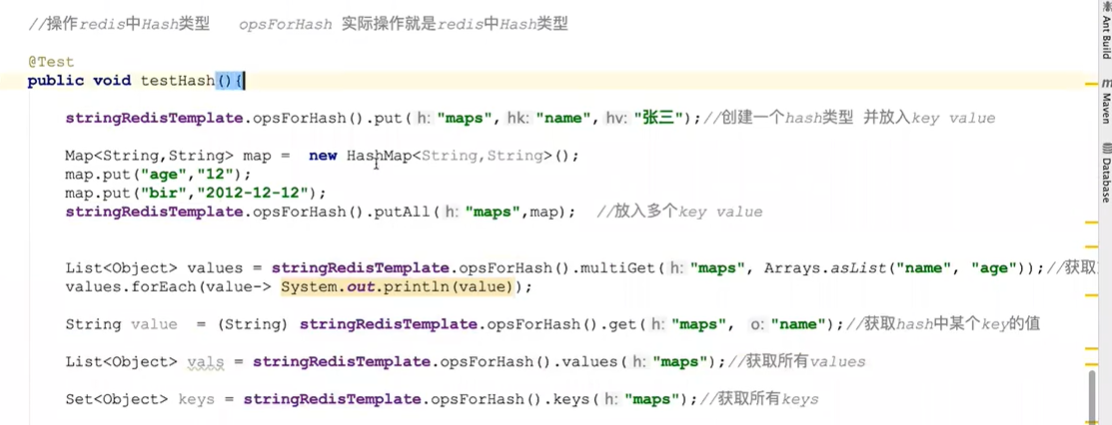 //操作redis中Hash类型   opsForHash 实际操作就是redis中Hash类型
@Test
public void testHash(){
stringRedisTemplate.opsForHash().put( h: "maps", hk: "name", hv: "张三");//创建一个hash类型 并放入key value
Map<String,String> map =  new HashMap<String,String>();
map.put("age","12");
map.put("bir","2012-12-12");
stringRedisTemplate.opsForHash().putAll( h: "maps",map);  //放入多个key value
List<Object> values = stringRedisTemplate.opsForHash().multiGet( h: "maps", Arrays.asList("name", "age"));//获取
values.forEach(value-> System.out.println(value));
String value  = (String) stringRedisTemplate.opsForHash().get( h: "maps",  o: "name");//获取hash中某个key的值
List<Object> vals = stringRedisTemplate.opsForHash().values( h: "maps");//获取所有values
Set<Object> keys = stringRedisTemplate.opsForHash().keys( h: "maps");//获取所有keys
Ant Build
Maven
Database